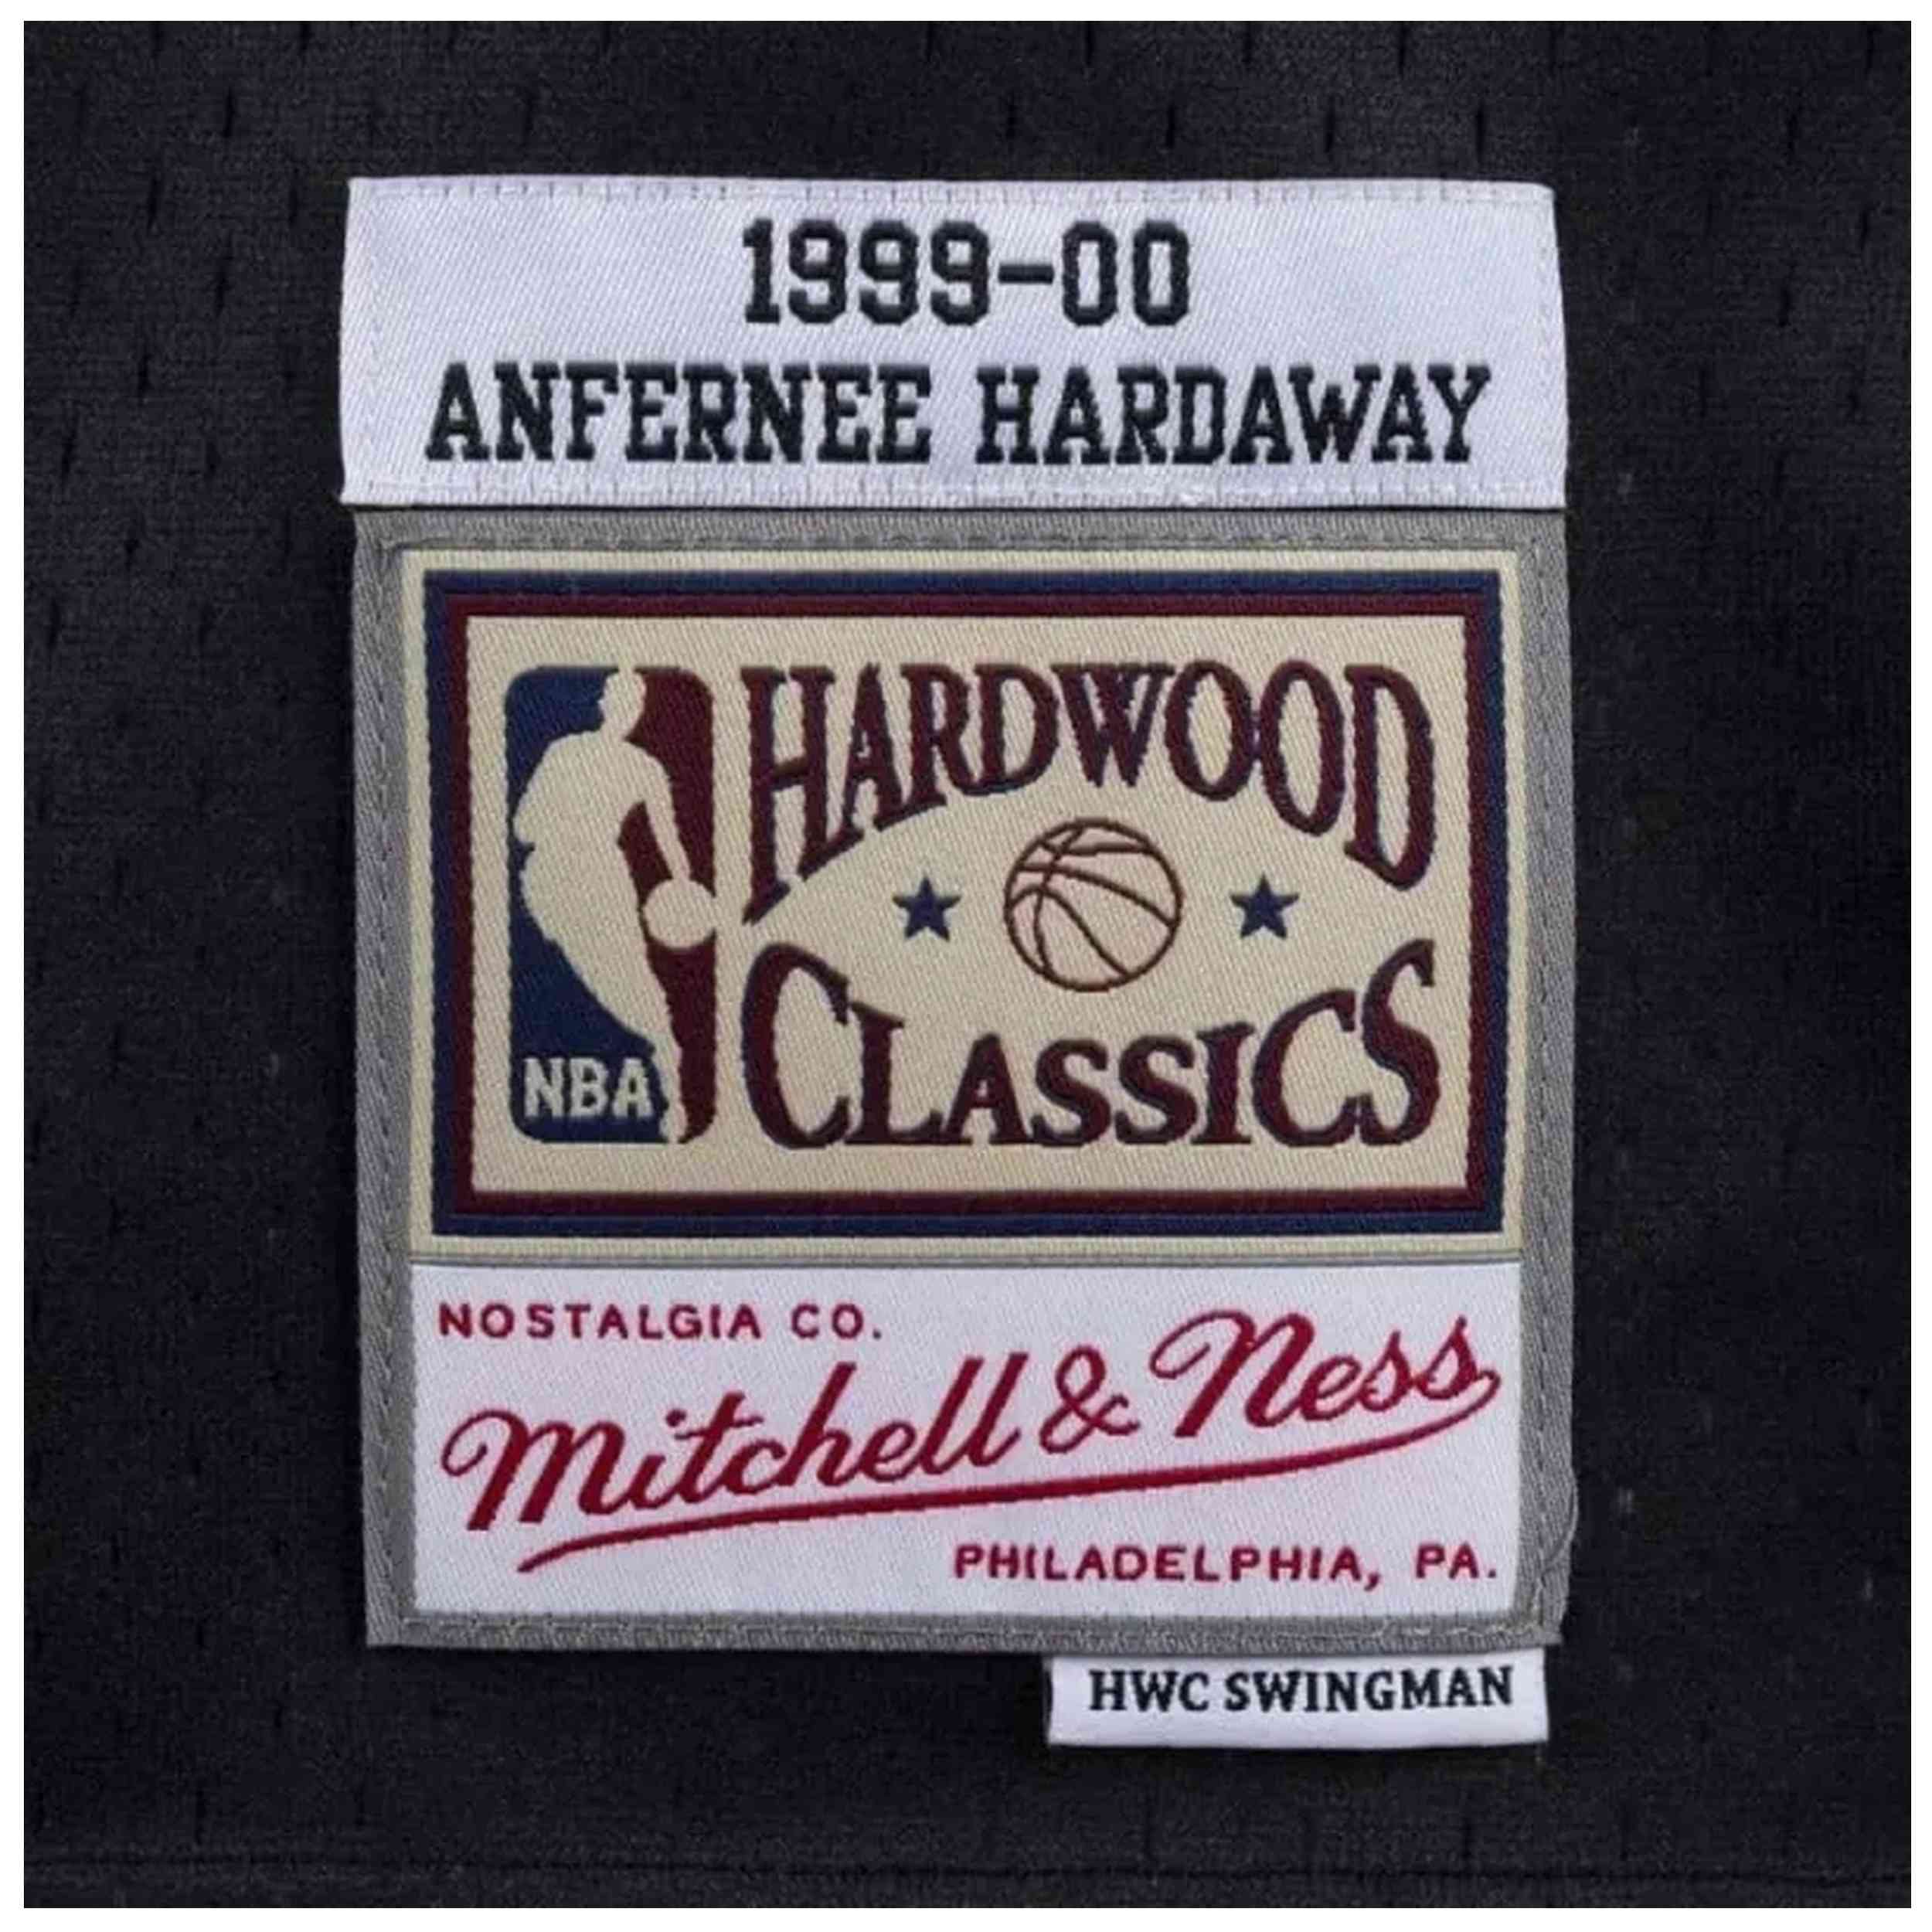 1999-00
ANFERNEE HARDAWAY
HARDWOOD
CLASSICS
NBA
NOSTALGIA CO.
Mitchell & Ness
PHILADELPHIA, PA.
HWC SWINGMAN